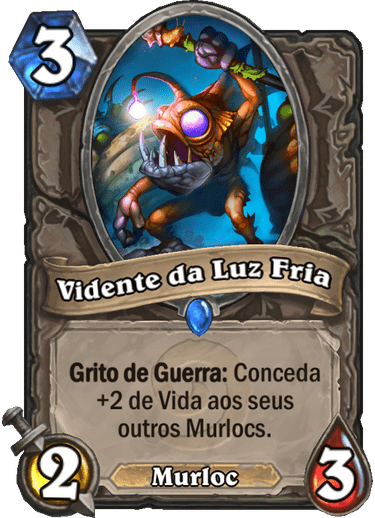 3
Vidente da Luz Fria
Grito de Guerra: Conceda
+2 de Vida aos seus
outros Murlocs.
2
Murloc
3